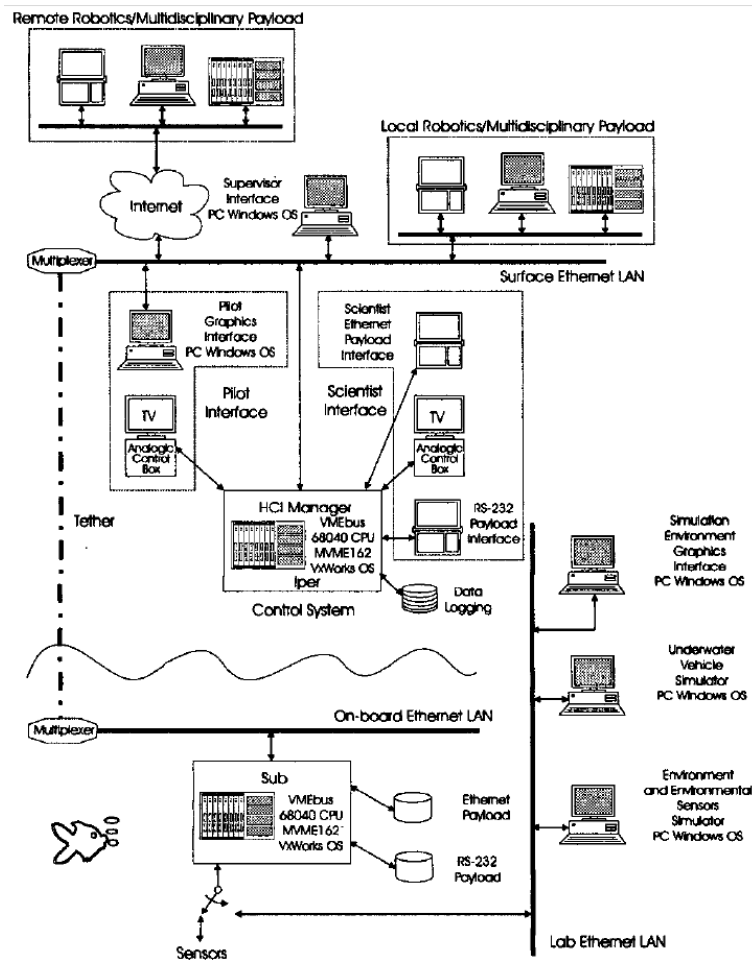 Remote Robotics/Multidisciplinary Payload
Local Robotics/Multidisciplinary Payload
Internet
Supervisor
Interface
PC Windows OS
Multiplexer
Surface Ethernet LAN
Pilot
Graphics
Interface
PC Windows OS
Scientist
Ethernet
Payload
Interface
Pilot
Interface
Scientist
Interface
TV
Analogic
Control
Box
TV
Analogic
Control
Box
Tether
HCI Manager
VMEbus
68040 CPU
MVME162
VxWorks OS
Iper
Control System
RS-232
Payload
Interface
Data
Logging
Simulation
Environment
Graphics
Interface
PC Windows OS
Underwater
Vehicle
Simulator
PC Windows OS
On-board Ethernet LAN
Multiplexer
Sub
VMEbus
68040 CPU
MVME162
VxWorks OS
Ethernet
Payload
RS-232
Payload
Environment
and Environmental
Sensors
Simulator
PC Windows OS
Sensors
Lab Ethernet LAN